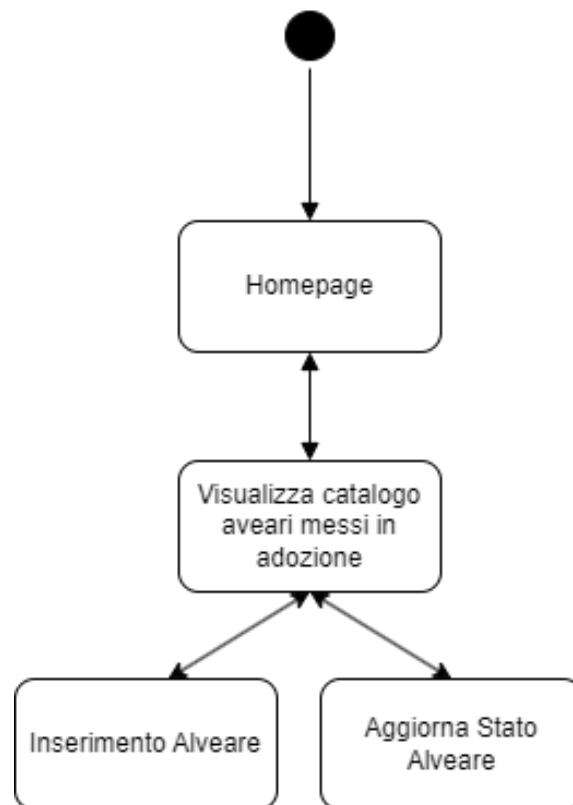 Homepage
Visualizza catalogo
aveari messi in
adozione
Inserimento Alveare
Aggiorna Stato
Alveare